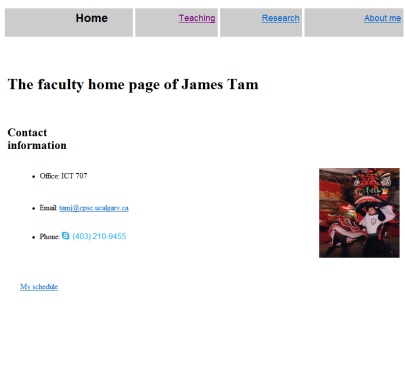 Home Teaching Research About me
The faculty home page of James Tam
Contact
information
• Office: ICT 707
• Email: tamj@cpsc.ucalgary.ca
• Phone: (403) 210-9455
My schedule